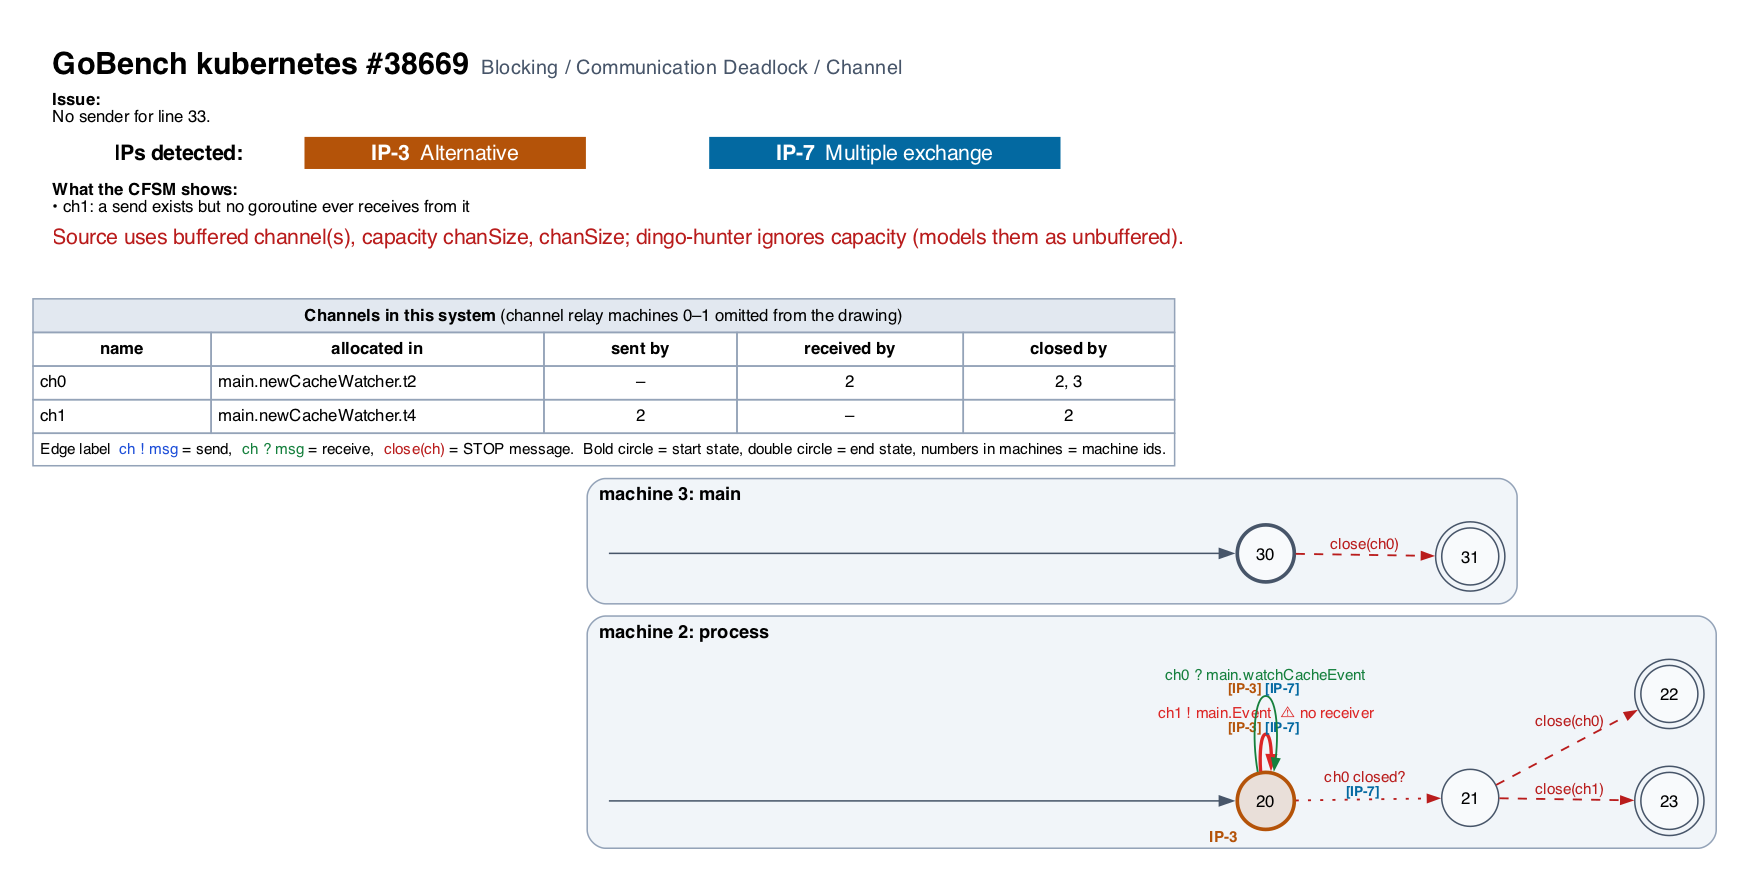 GoBench kubernetes #38669 Blocking / Communication Deadlock / Channel
Issue:
No sender for line 33.
IPs detected: IP-3 Alternative IP-7 Multiple exchange
What the CFSM shows:
• ch1: a send exists but no goroutine ever receives from it
Source uses buffered channel(s), capacity chanSize, chanSize; dingo-hunter ignores capacity (models them as unbuffered).
Channels in this system (channel relay machines 0–1 omitted from the drawing)
name allocated in sent by received by closed by
ch0 main.newCacheWatcher.t2 – 2 2, 3
ch1 main.newCacheWatcher.t4 2 – 2
Edge label ch ! msg = send, ch ? msg = receive, close(ch) = STOP message. Bold circle = start state, double circle = end state, numbers in machines = machine ids.
machine 3: main
30 close(ch0) 31
machine 2: process
ch0 ? main.watchCacheEvent
[IP-3] [IP-7]
ch1 ! main.Event ⚠ no receiver
[IP-3] [IP-7]
22
close(ch0)
ch0 closed?
[IP-7]
close(ch1)
20 21 23
IP-3